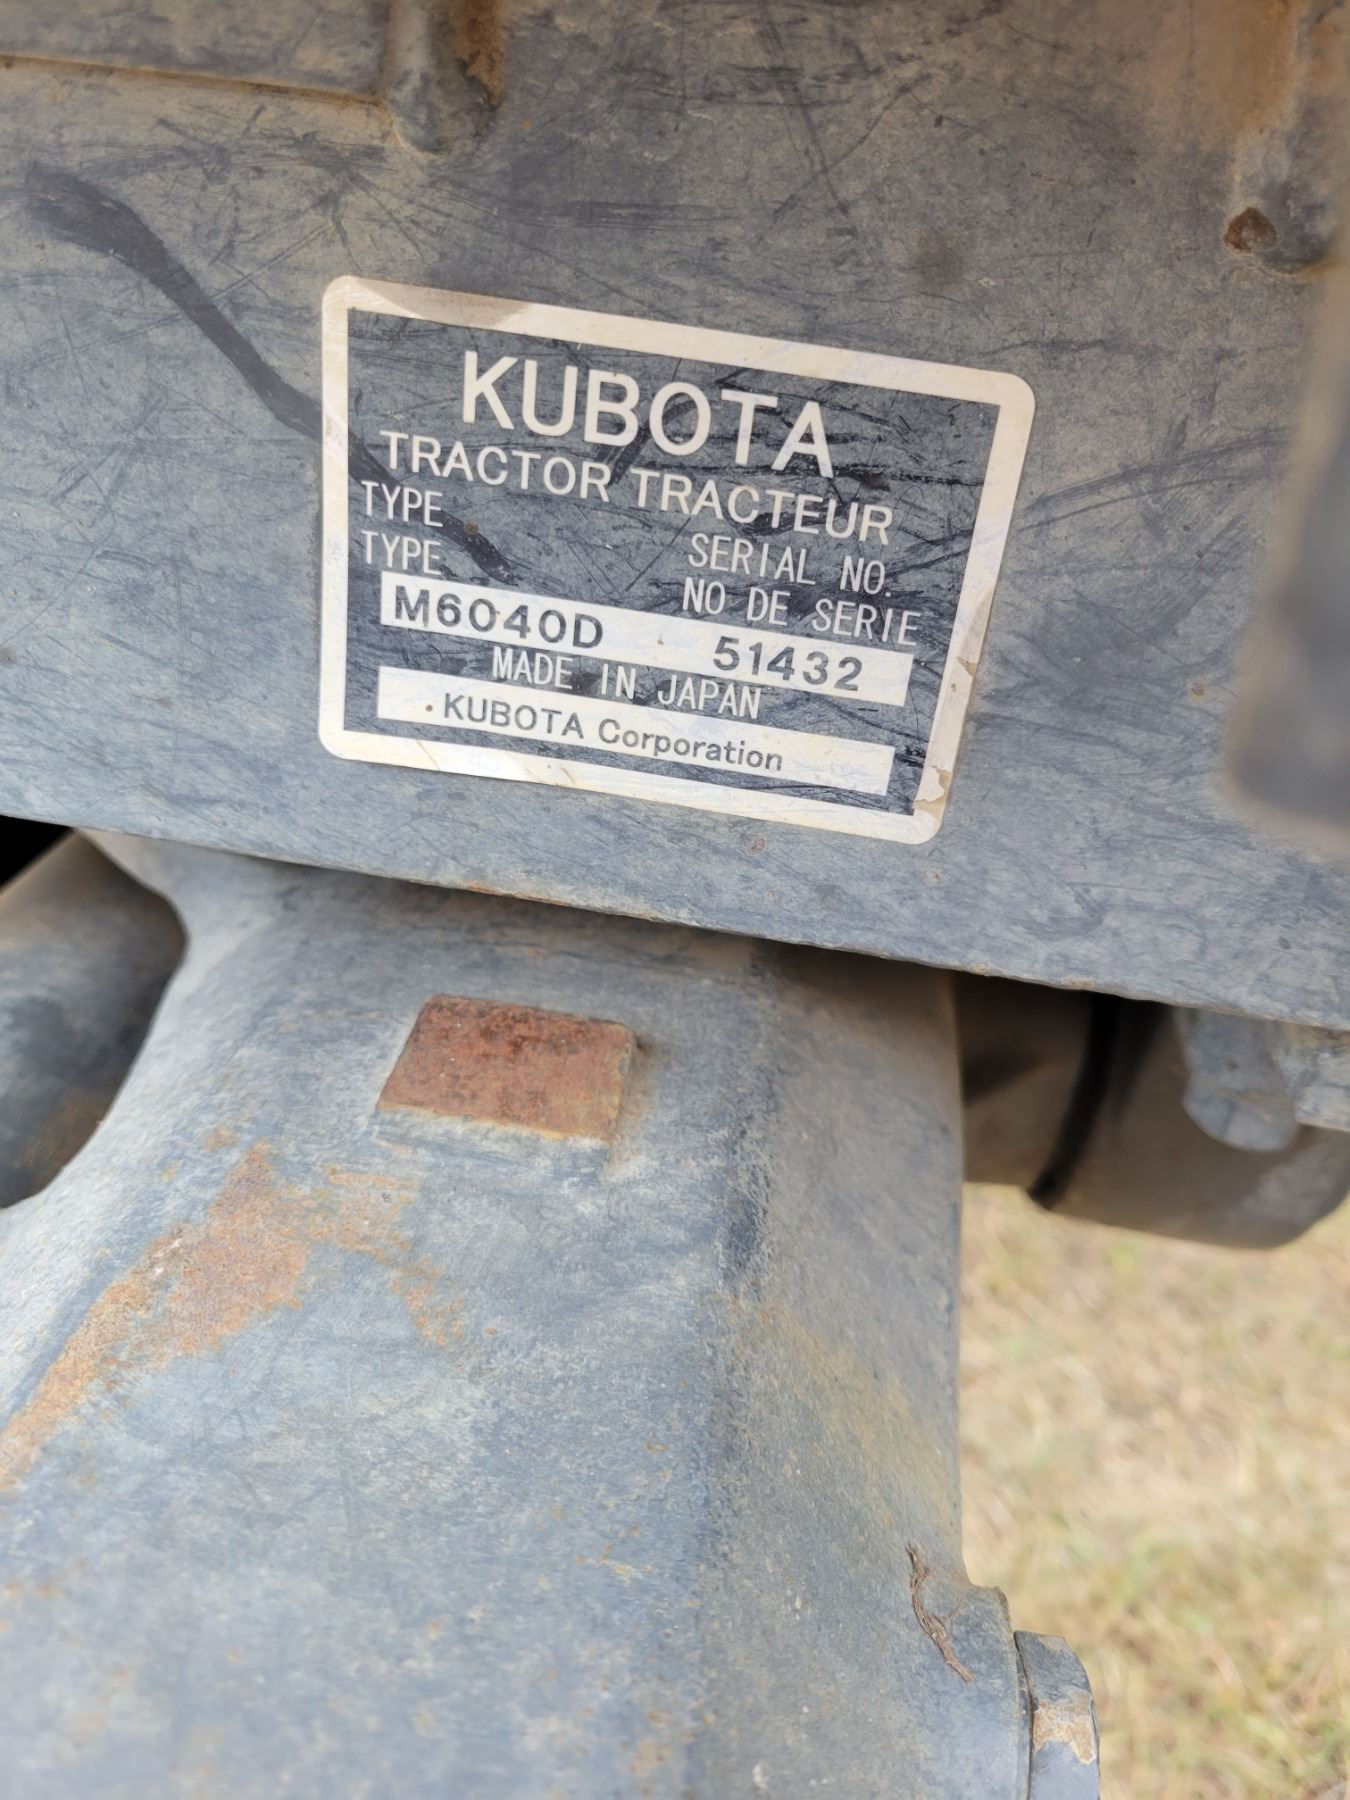 KUBOTA
TRACTOR TRACTEUR
TYPE SERIAL NO.
TYPE NO DE SERIE
M6040D 51432
MADE IN JAPAN
KUBOTA Corporation